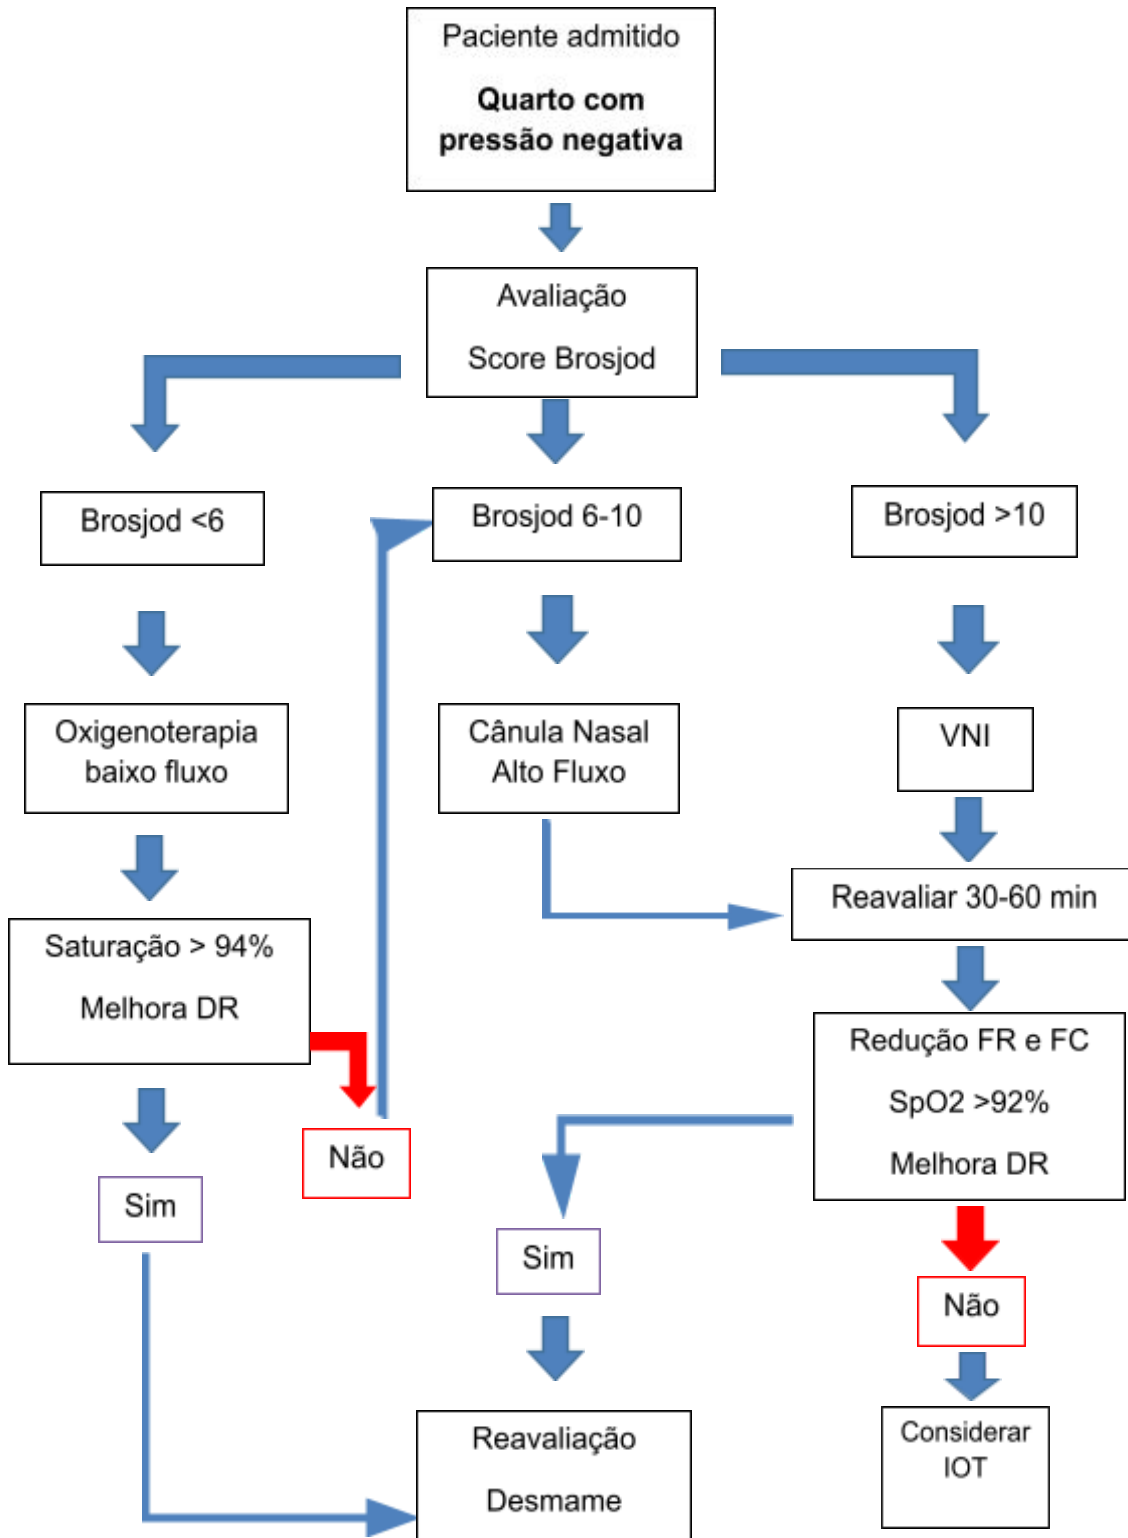 Paciente admitido
Quarto com
pressão negativa
Avaliação
Score Brosjod
Brosjod <6
Brosjod 6-10
Brosjod >10
Oxigenoterapia
baixo fluxo
Cânula Nasal
Alto Fluxo
VNI
Reavaliar 30-60 min
Saturação > 94%
Melhora DR
Redução FR e FC
SpO2 >92%
Melhora DR
Não
Sim
Sim
Não
Reavaliação
Desmame
Considerar
IOT